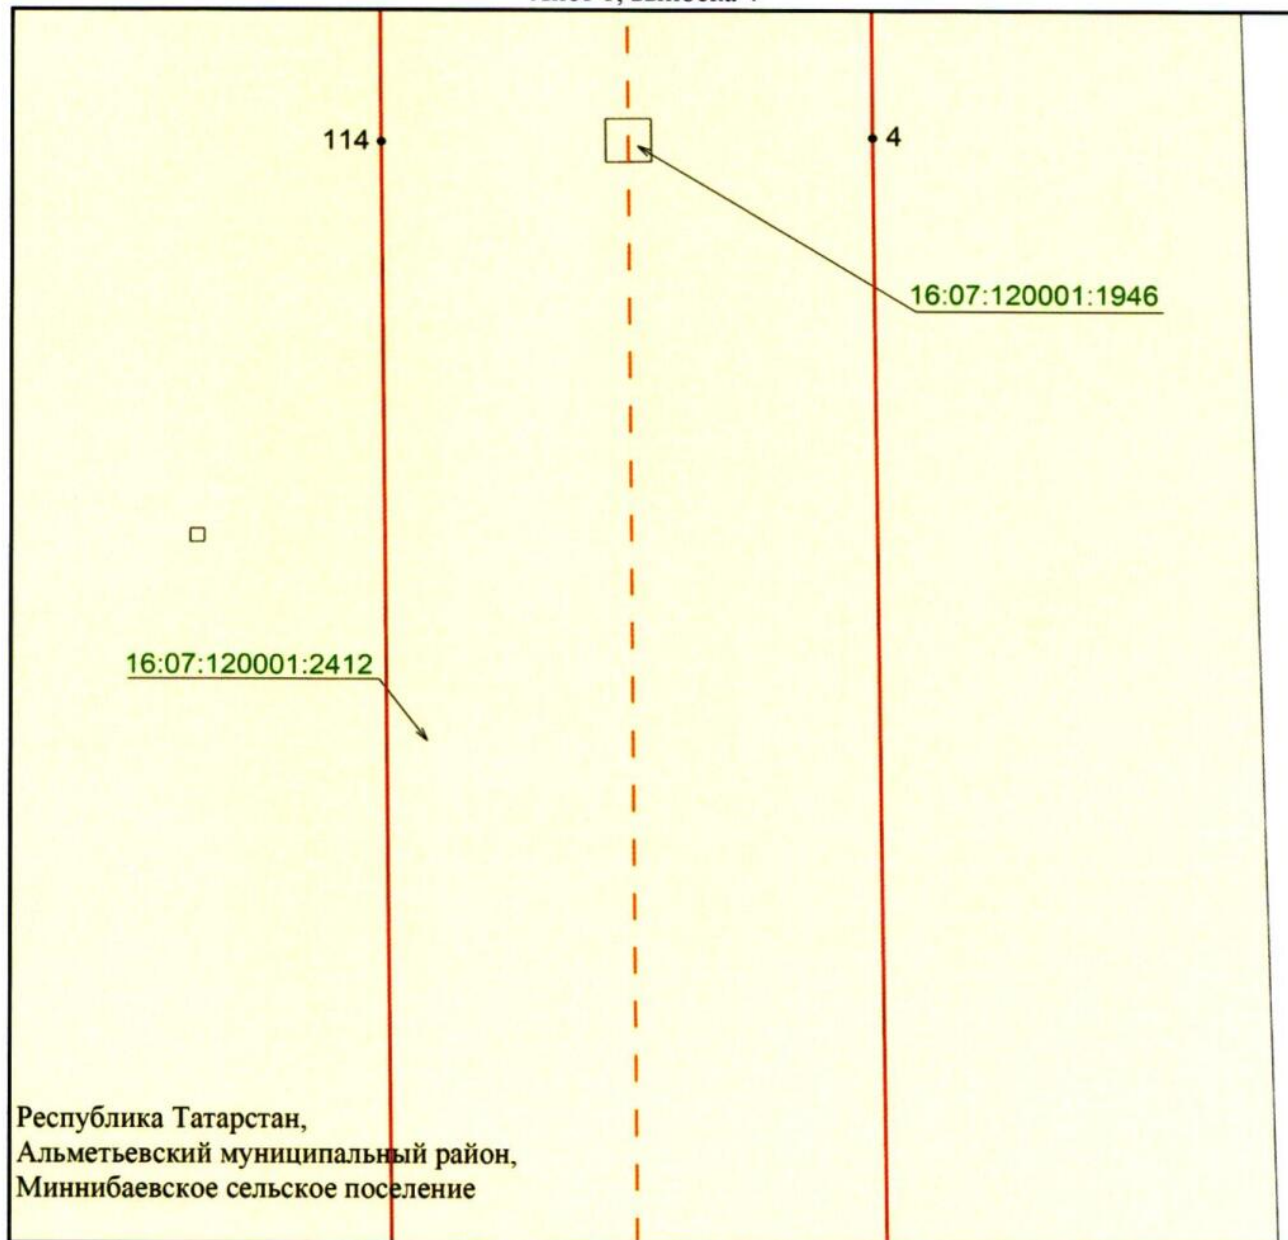 114
4
16:07:120001:1946
16:07:120001:2412
Республика Татарстан,
Альметьевский муниципальный район,
Миннибаевское сельское поселение